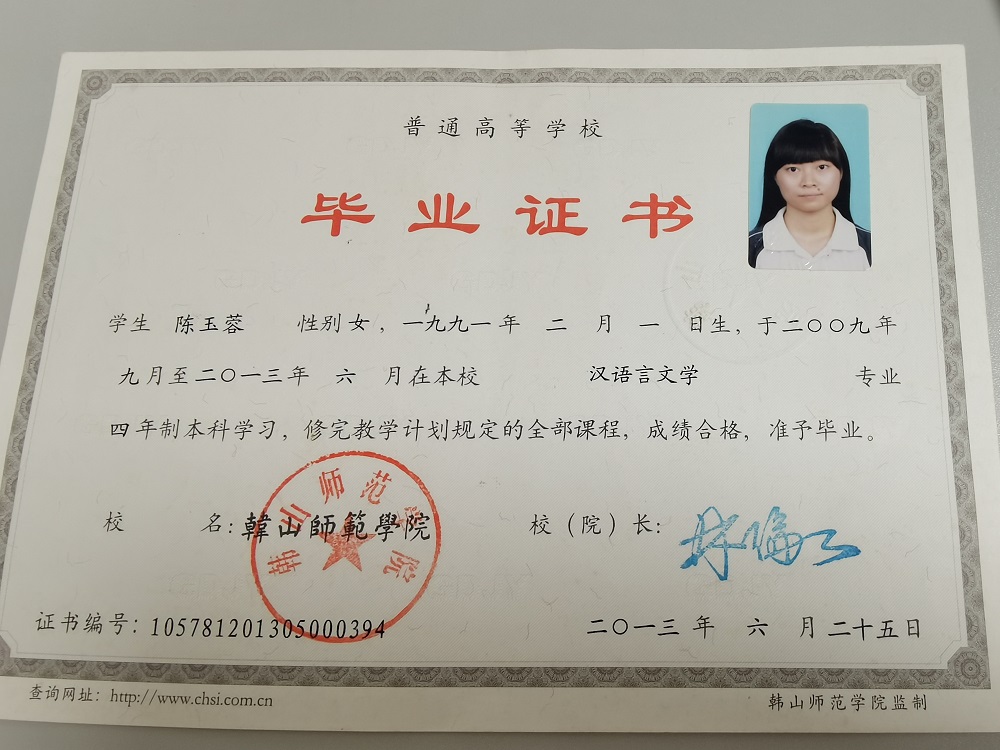 普通高等学校
毕业证书
学生 陈玉蓉 性别 女，一九九一年 二 月 一 日生，于二〇〇九年
九月至二〇一三年 六 月在本校 汉语言文学 专业
四年制本科学习，修完教学计划规定的全部课程，成绩合格，准予毕业。
校 名：韓山師範學院 校（院）长：
韩山师范学院
证书编号：105781201305000394 二〇一三 年 六 月 二十五日
查询网址：http://www.chsi.com.cn 韩山师范学院监制